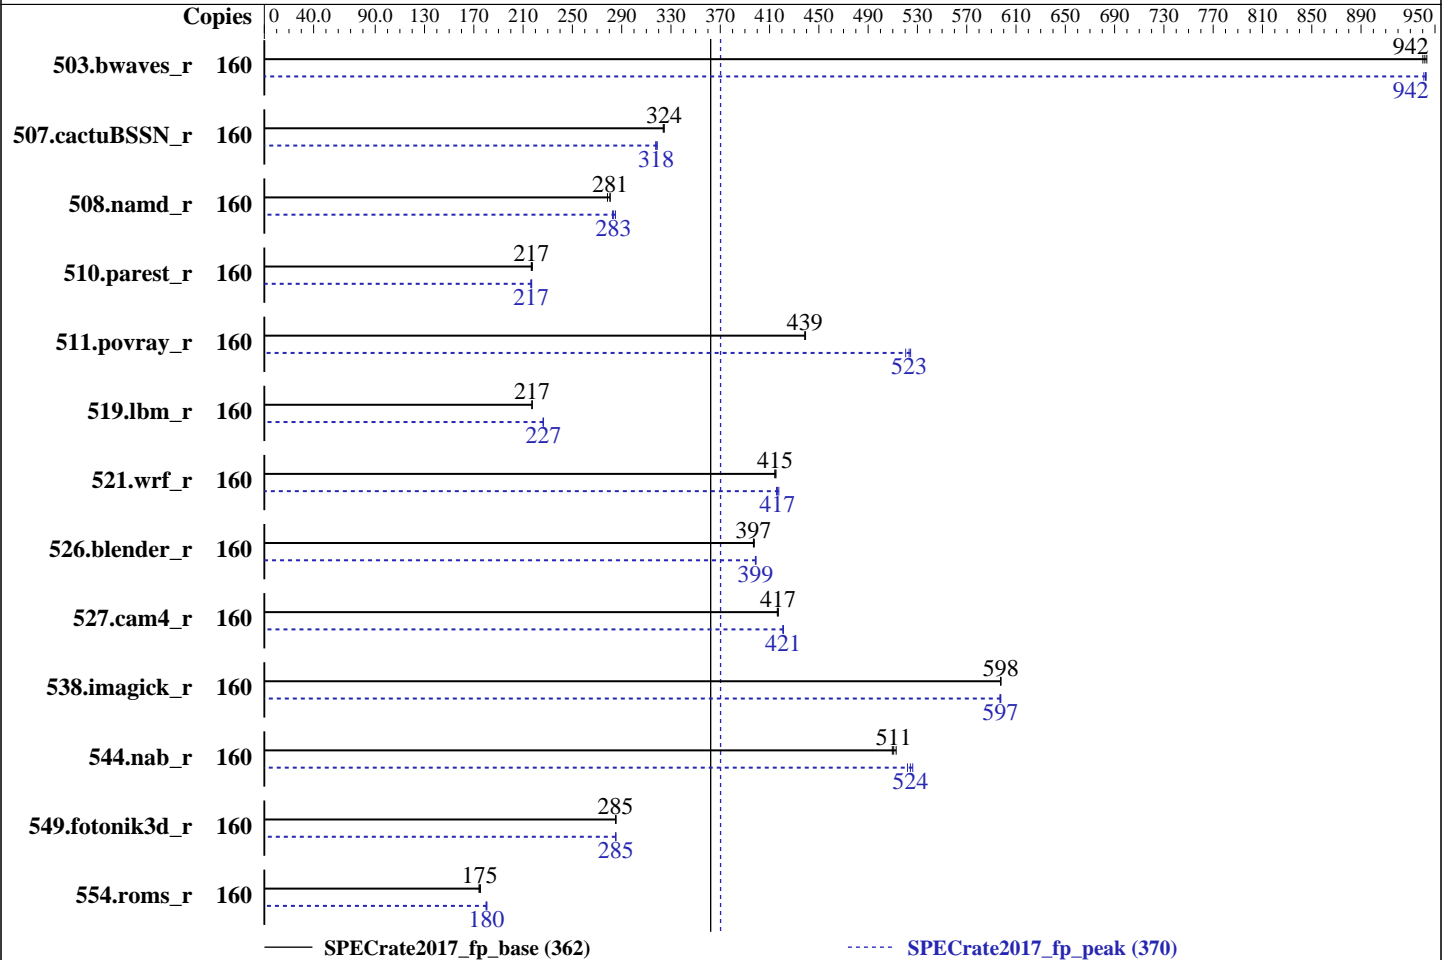 Copies 0 40.0 90.0 130 170 210 250 290 330 370 410 450 490 530 570 610 650 690 730 770 810 850 890 950
503.bwaves_r 160 942
942
507.cactuBSSN_r 160 324
318
508.namd_r 160 281
283
510.parest_r 160 217
217
511.povray_r 160 439
523
519.lbm_r 160 217
227
521.wrf_r 160 415
417
526.blender_r 160 397
399
527.cam4_r 160 417
421
538.imagick_r 160 598
597
544.nab_r 160 511
524
549.fotonik3d_r 160 285
285
554.roms_r 160 175
180
SPECrate2017_fp_base (362) SPECrate2017_fp_peak (370)